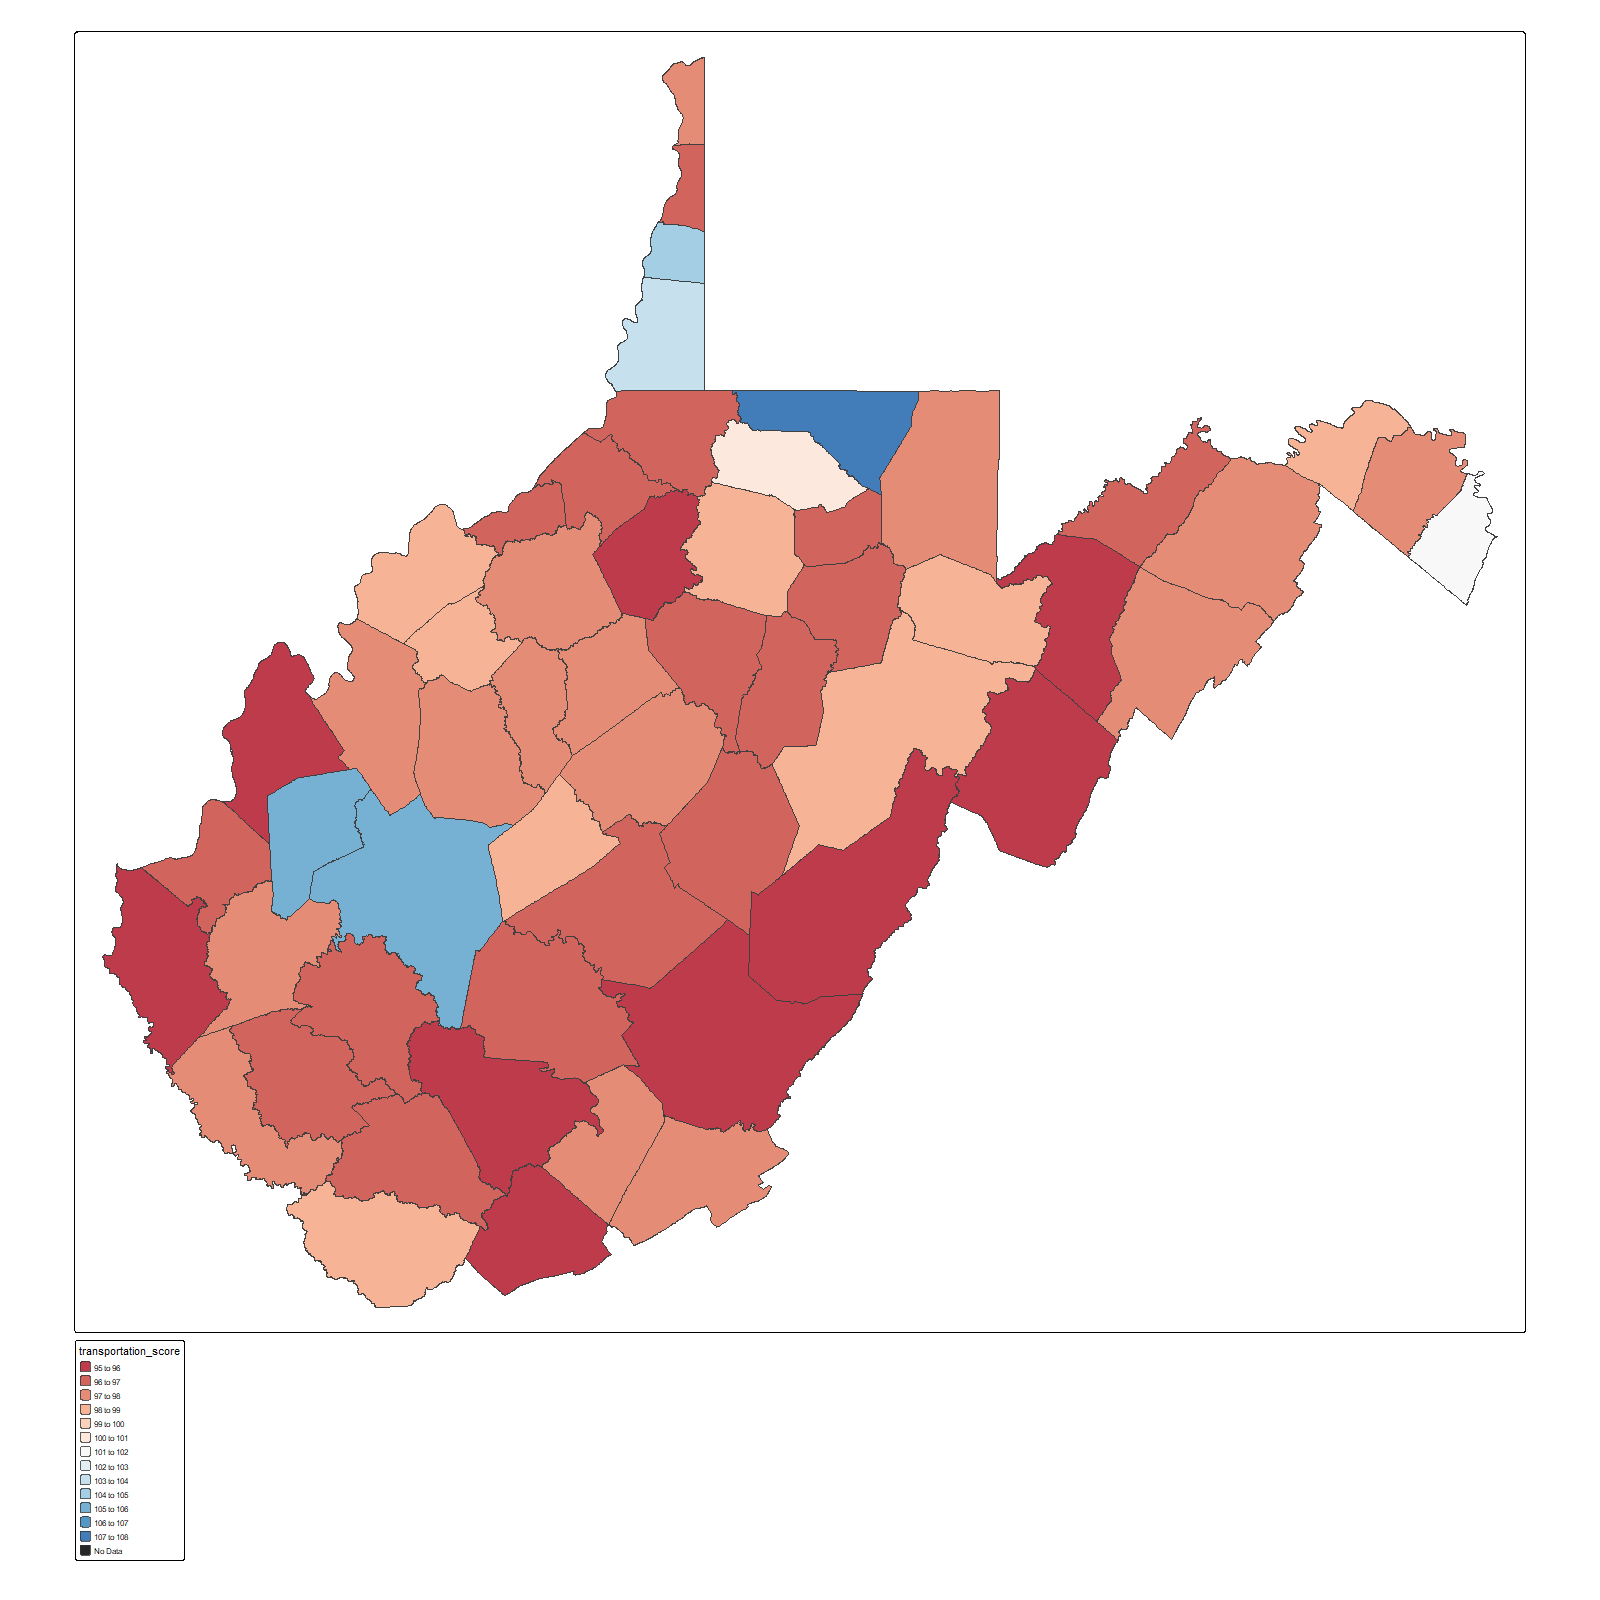 transportation_score
95 to 96
96 to 97
97 to 98
98 to 99
99 to 100
100 to 101
101 to 102
102 to 103
103 to 104
104 to 105
105 to 106
106 to 107
107 to 108
No Data